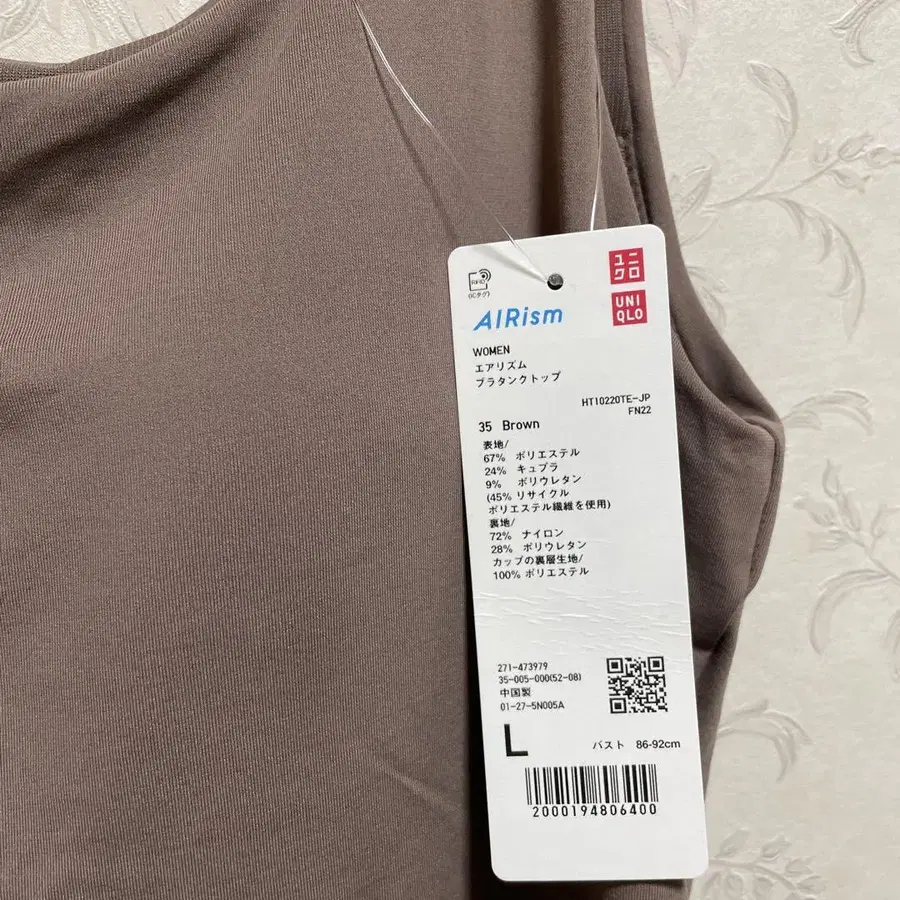 RFID
(ICタグ)
ユニ
クロ
UNI
QLO
AIRism
WOMEN
エアリズム
ブラタンクトップ
HT10220TE-JP
FN22
35 Brown
表地/
67% ポリエステル
24% キュプラ
9% ポリウレタン
(45% リサイクル
ポリエステル繊維を使用)
裏地/
72% ナイロン
28% ポリウレタン
カップの裏層生地/
100% ポリエステル
271-473979
35-005-000(52-08)
中国製
01-27-5N005A
L バスト 86-92cm
2000194806400